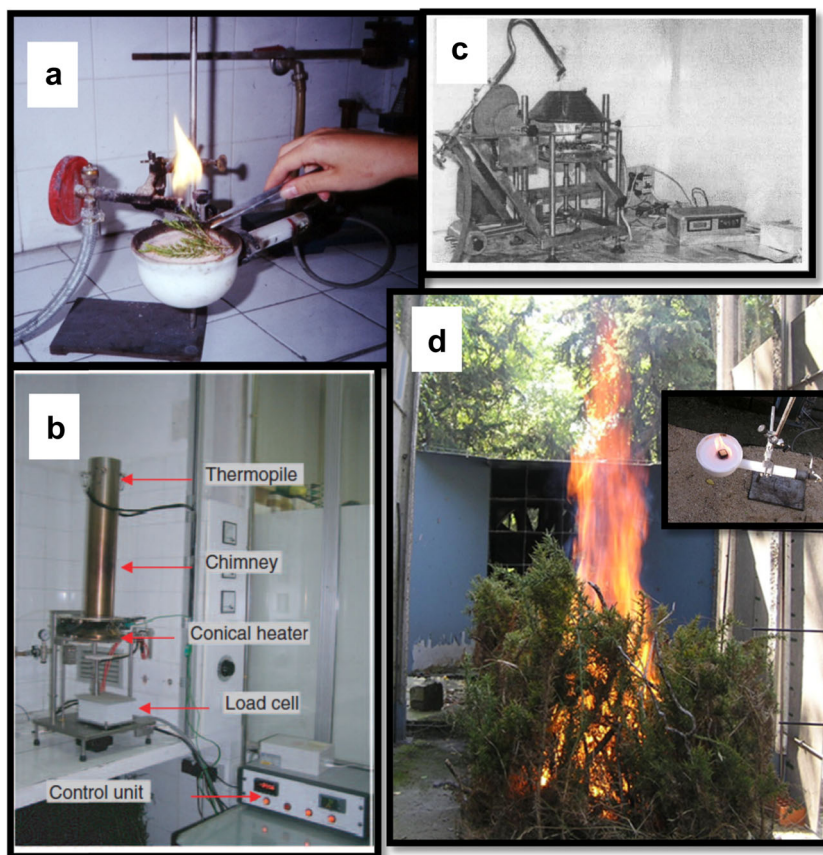 a
c
b
Thermopile
Chimney
Conical heater
Load cell
Control unit
d